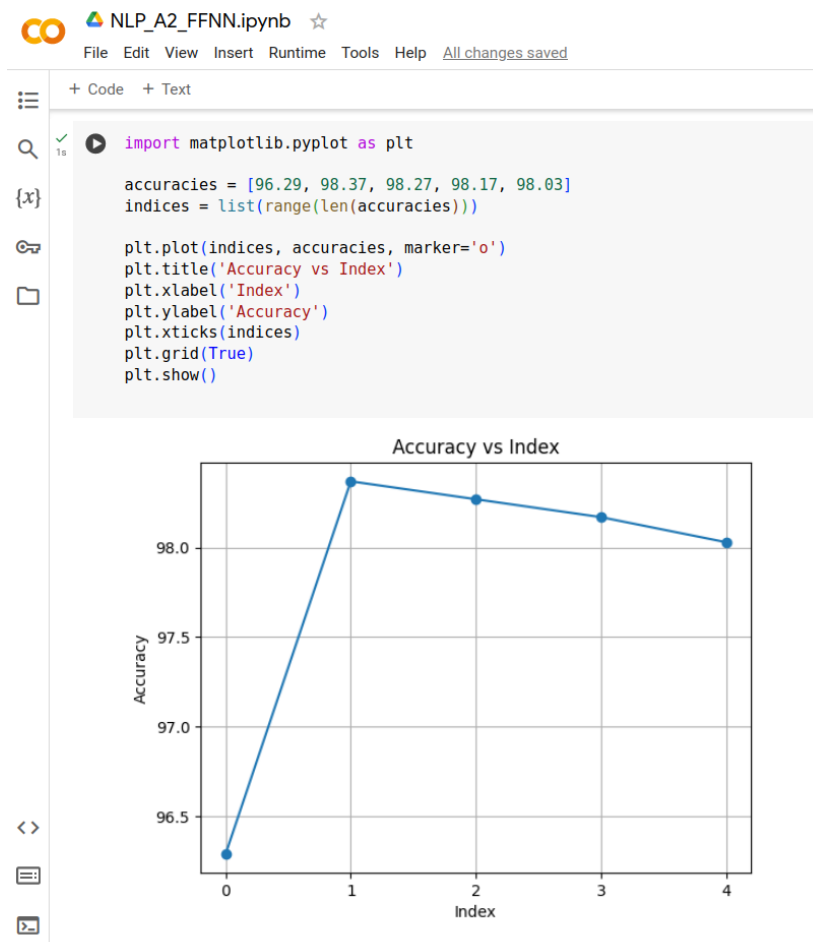 NLP_A2_FFNN.ipynb
File Edit View Insert Runtime Tools Help All changes saved
+ Code + Text
1s
{x}
import matplotlib.pyplot as plt
accuracies = [96.29, 98.37, 98.27, 98.17, 98.03]
indices = list(range(len(accuracies)))
plt.plot(indices, accuracies, marker='o')
plt.title('Accuracy vs Index')
plt.xlabel('Index')
plt.ylabel('Accuracy')
plt.xticks(indices)
plt.grid(True)
plt.show()
Accuracy vs Index
98.0
97.5
Accuracy
97.0
96.5
0 1 2 3 4
Index